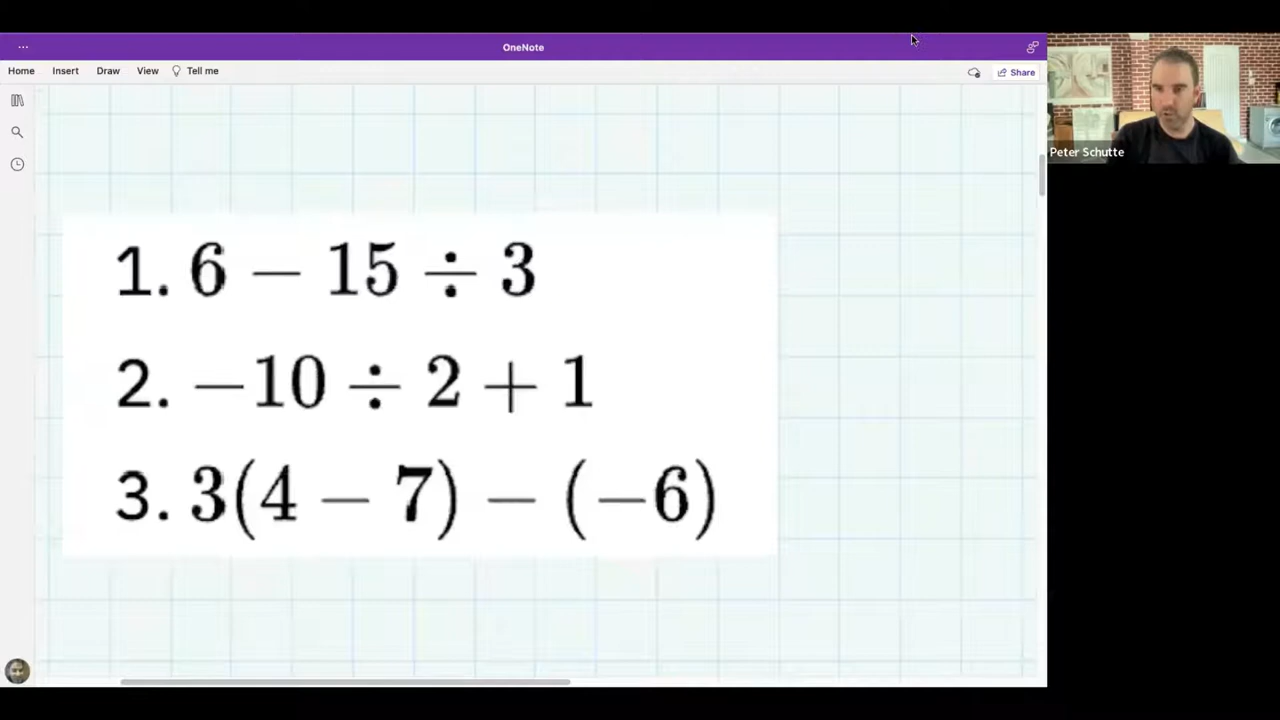 OneNote
Home Insert Draw View Tell me Share
Peter Schutte
1. 6 − 15 ÷ 3
2. −10 ÷ 2 + 1
3. 3(4 − 7) − (−6)